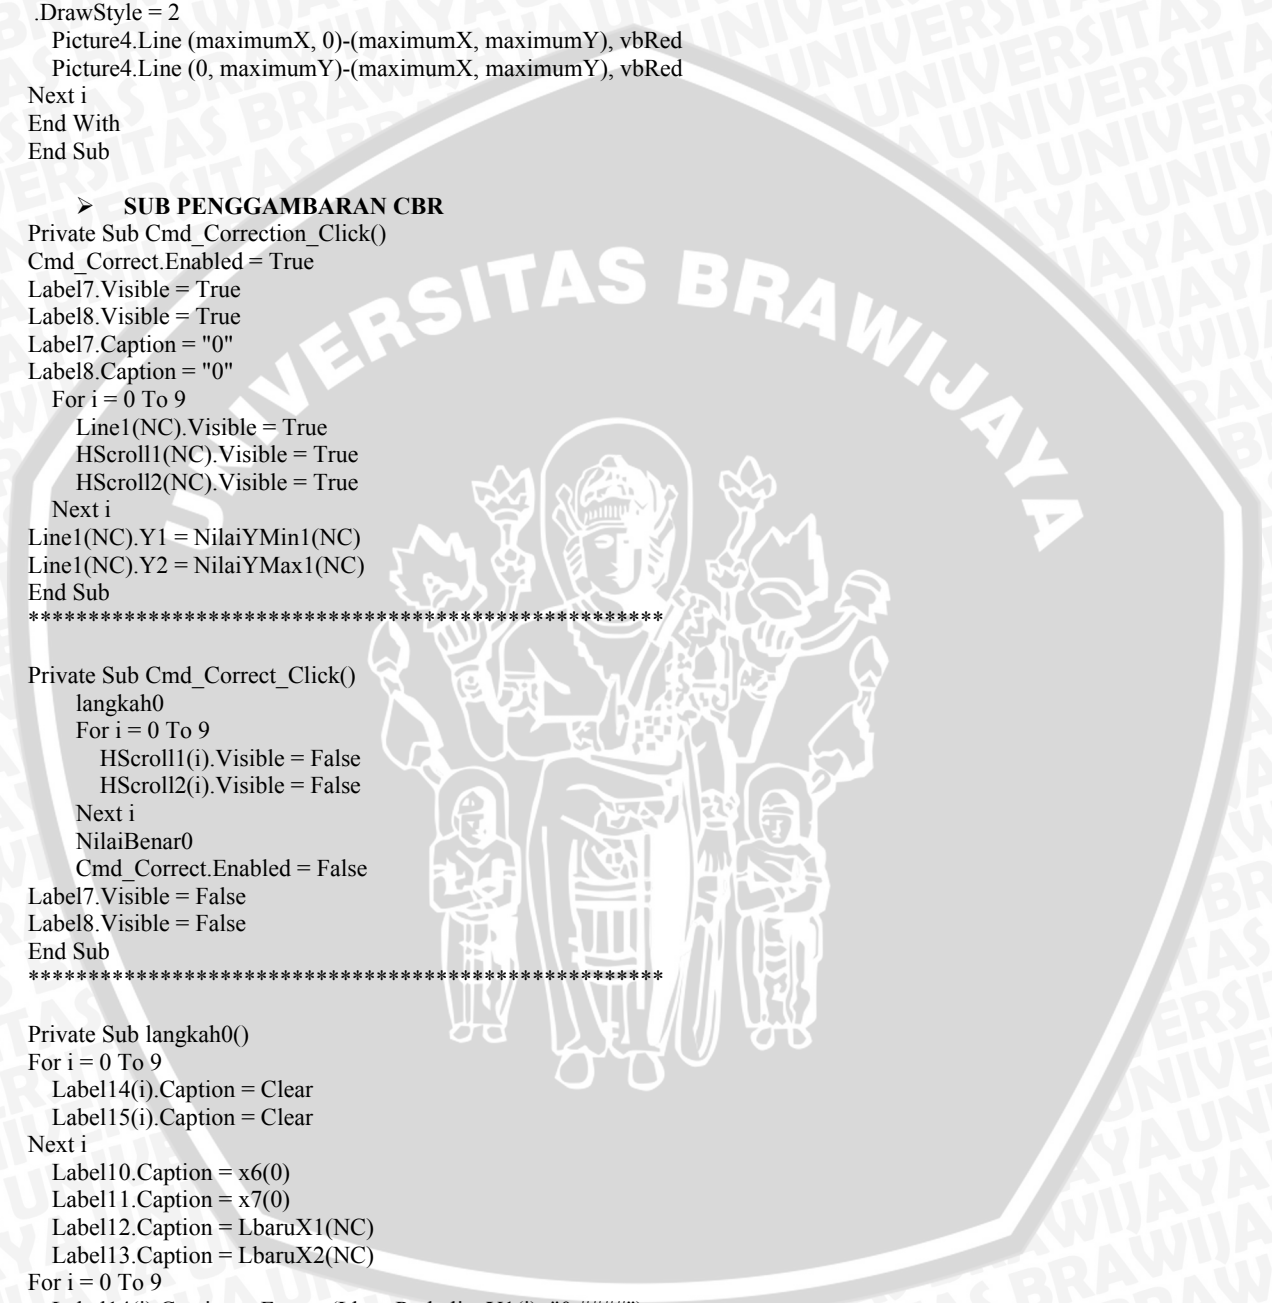 .DrawStyle = 2
Picture4.Line (maximumX, 0)-(maximumX, maximumY), vbRed
Picture4.Line (0, maximumY)-(maximumX, maximumY), vbRed
Next i
End With
End Sub
➢ SUB PENGGAMBARAN CBR
Private Sub Cmd_Correction_Click()
Cmd_Correct.Enabled = True
Label7.Visible = True
Label8.Visible = True
Label7.Caption = "0"
Label8.Caption = "0"
For i = 0 To 9
Line1(NC).Visible = True
HScroll1(NC).Visible = True
HScroll2(NC).Visible = True
Next i
Line1(NC).Y1 = NilaiYMin1(NC)
Line1(NC).Y2 = NilaiYMax1(NC)
End Sub
*****************************************************
Private Sub Cmd_Correct_Click()
langkah0
For i = 0 To 9
HScroll1(i).Visible = False
HScroll2(i).Visible = False
Next i
NilaiBenar0
Cmd_Correct.Enabled = False
Label7.Visible = False
Label8.Visible = False
End Sub
*****************************************************
Private Sub langkah0()
For i = 0 To 9
Label14(i).Caption = Clear
Label15(i).Caption = Clear
Next i
Label10.Caption = x6(0)
Label11.Caption = x7(0)
Label12.Caption = LbaruX1(NC)
Label13.Caption = LbaruX2(NC)
For i = 0 To 9
UNIVERSITAS BRAWIJAYA